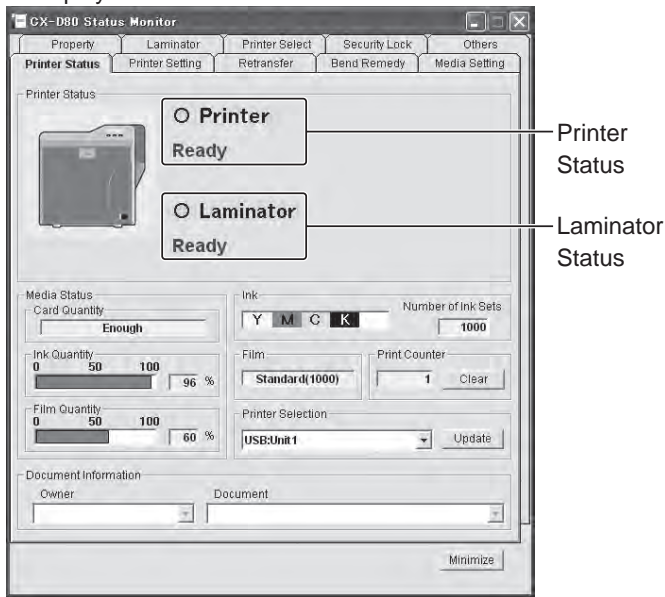 CX-D80 Status Monitor
Property Laminator Printer Select Security Lock Others
Printer Status Printer Setting Retransfer Bend Remedy Media Setting
Printer Status
Printer
Ready
Printer
Status
Laminator
Ready
Laminator
Status
Media Status
Card Quantity
Enough
Ink
Y M C K
Number of Ink Sets
1000
Ink Quantity
0 50 100
96 %
Film
Standard(1000)
Print Counter
1 Clear
Film Quantity
0 50 100
60 %
Printer Selection
USB:Unit1 Update
Document Information
Owner Document
Minimize